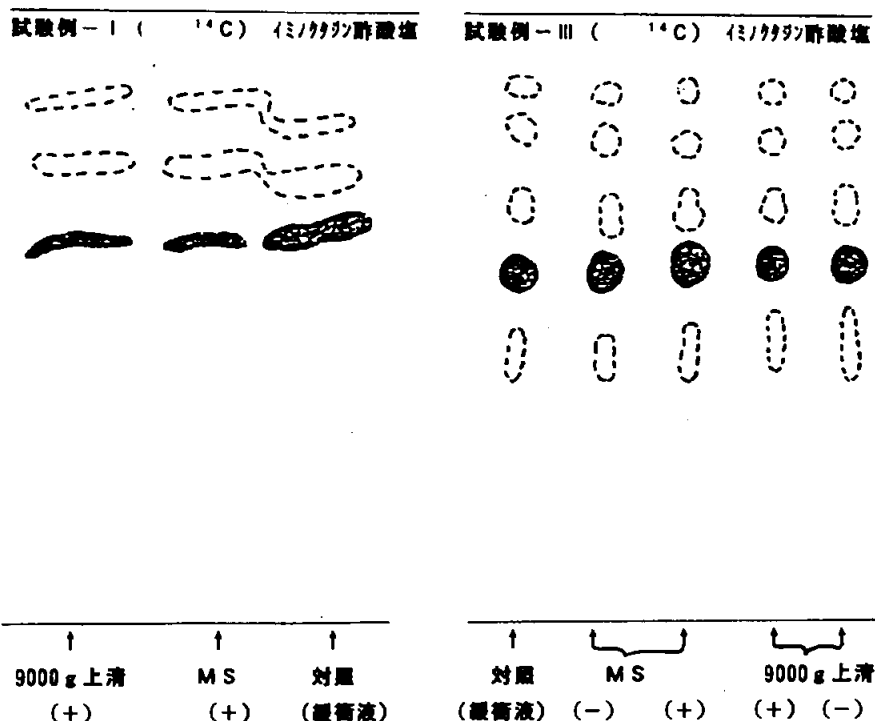 試験例－I (　　¹⁴C) イミノクタジン酢酸塩
9000g上清　MS　対照
(+)　(+)　(緩衝液)
試験例－III (　　¹⁴C) イミノクタジン酢酸塩
対照　MS　9000g上清
(緩衝液)　(−)　(+)　(+)　(−)